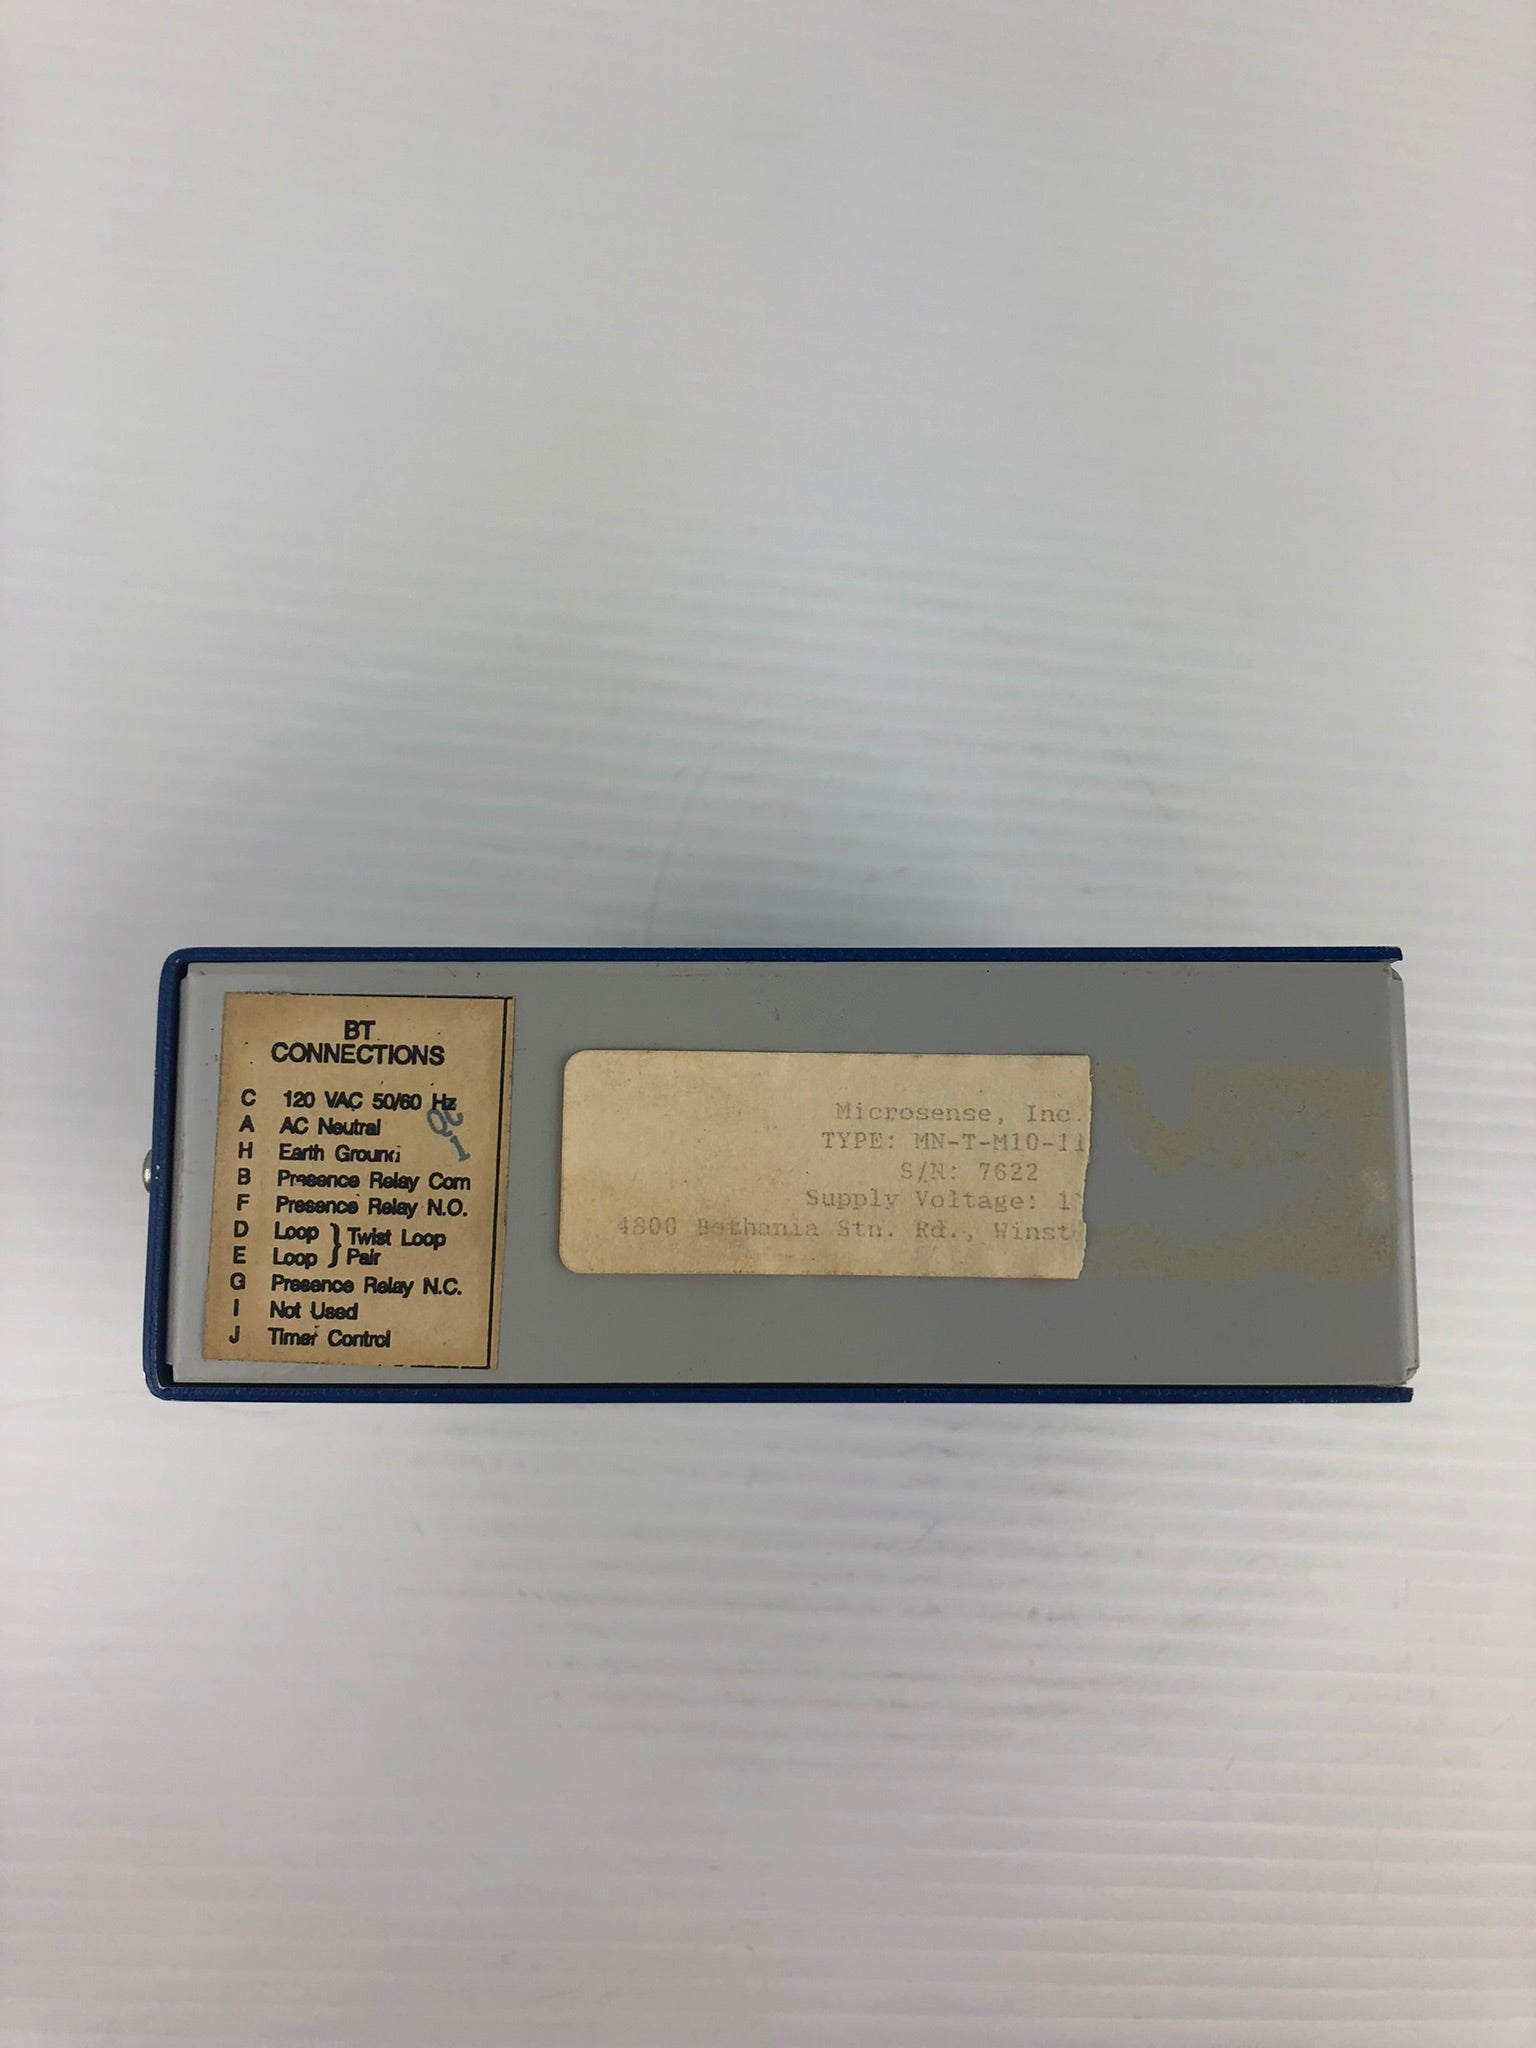 BT
CONNECTIONS
C 120 VAC 50/60 Hz
A AC Neutral
H Earth Ground
B Presence Relay Com
F Presence Relay N.O.
D Loop } Twist Loop
E Loop } Pair
G Presence Relay N.C.
I Not Used
J Timer Control
Microsense, Inc.
TYPE: MN-T-M10-11
S/N: 7622
Supply Voltage: 1
4800 Bethania Stn. Rd., Winst